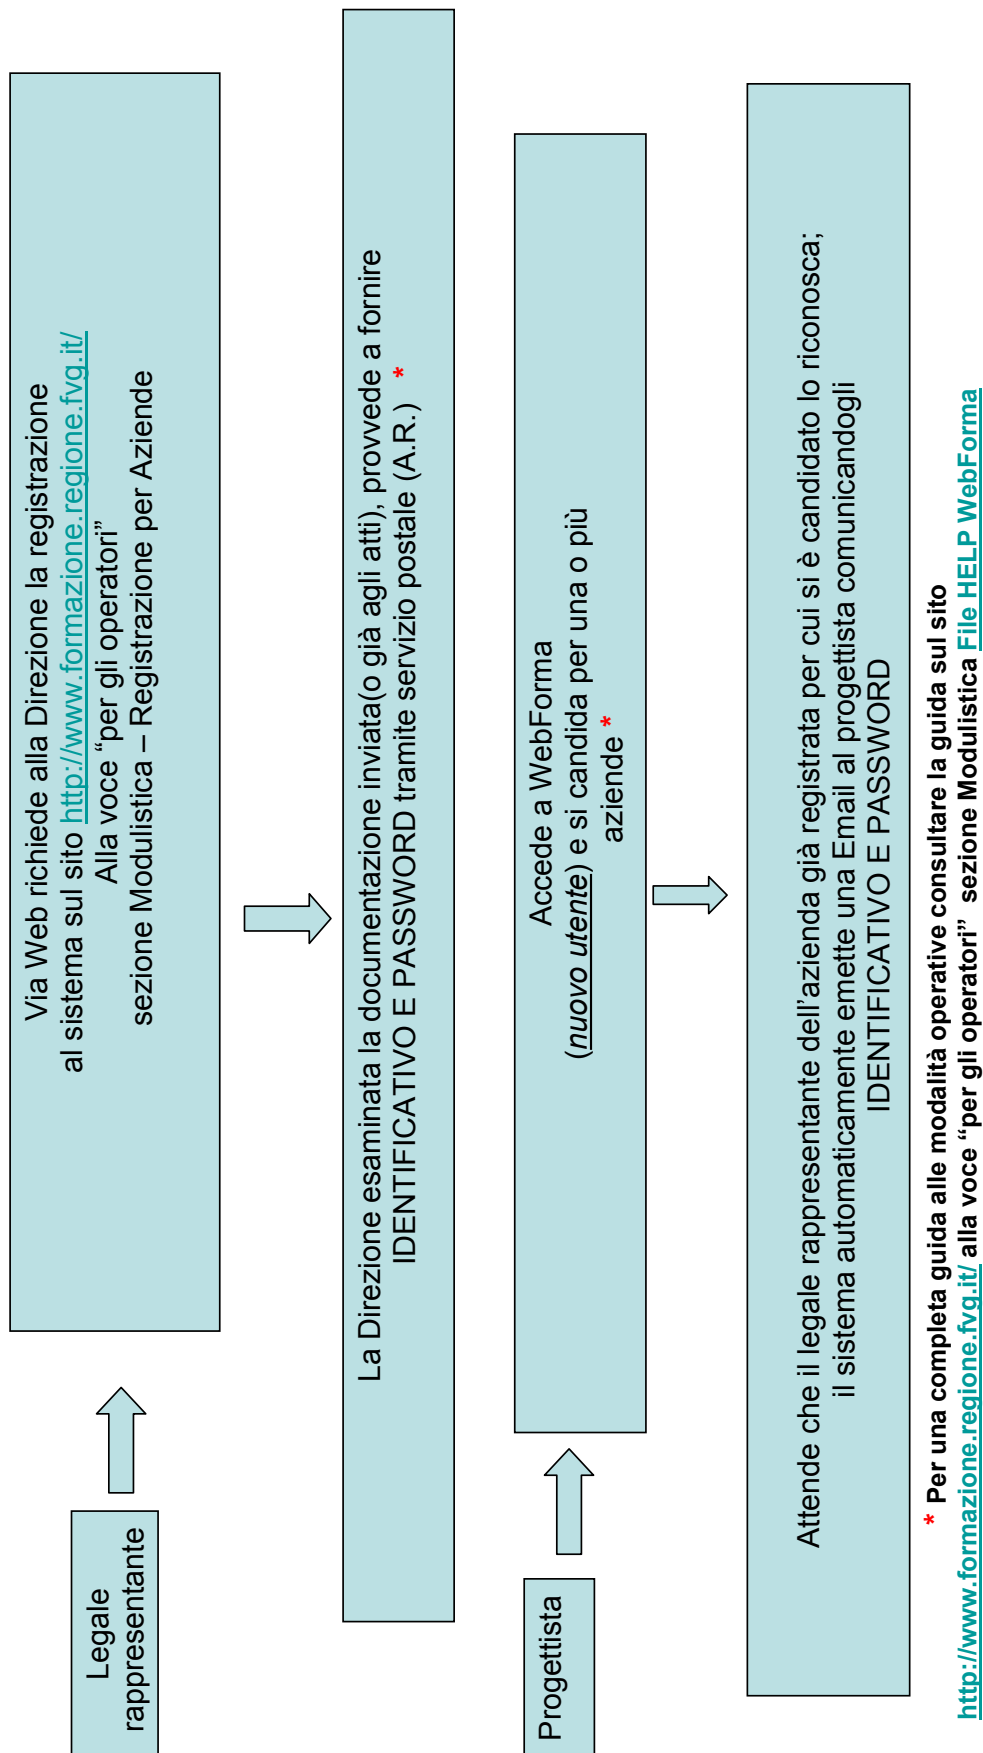 Legale
rappresentante
Via Web richiede alla Direzione la registrazione
al sistema sul sito http://www.formazione.regione.fvg.it/
Alla voce “per gli operatori”
sezione Modulistica – Registrazione per Aziende
La Direzione esaminata la documentazione inviata(o già agli atti), provvede a fornire
IDENTIFICATIVO E PASSWORD tramite servizio postale (A.R.) *
Progettista
Accede a WebForma
(nuovo utente) e si candida per una o più
aziende *
Attende che il legale rappresentante dell’azienda già registrata per cui si è candidato lo riconosca;
il sistema automaticamente emette una Email al progettista comunicandogli
IDENTIFICATIVO E PASSWORD
* Per una completa guida alle modalità operative consultare la guida sul sito
http://www.formazione.regione.fvg.it/ alla voce “per gli operatori” sezione Modulistica File HELP WebForma